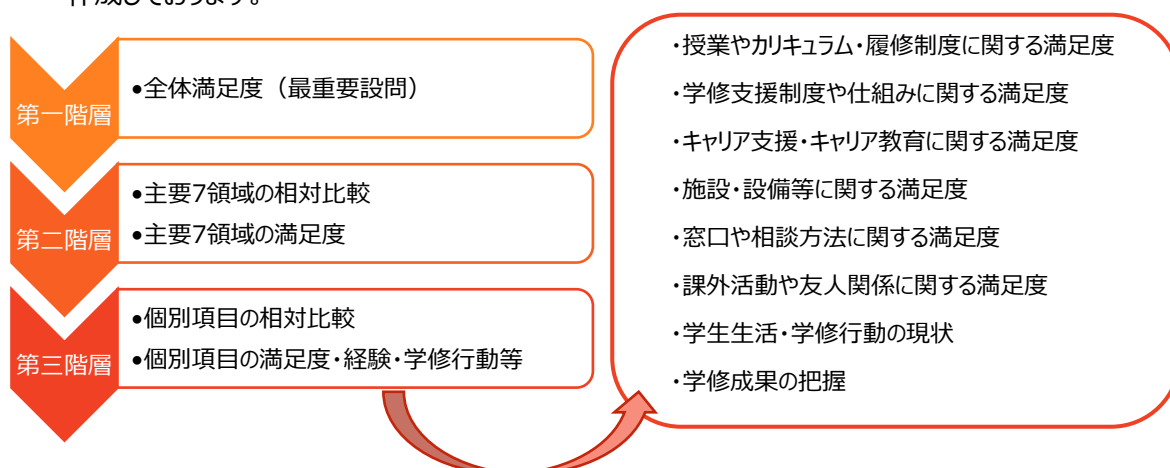 作成しております。
第一階層
•全体満足度（最重要設問）
第二階層
•主要7領域の相対比較
•主要7領域の満足度
第三階層
•個別項目の相対比較
•個別項目の満足度・経験・学修行動等
・授業やカリキュラム・履修制度に関する満足度
・学修支援制度や仕組みに関する満足度
・キャリア支援・キャリア教育に関する満足度
・施設・設備等に関する満足度
・窓口や相談方法に関する満足度
・課外活動や友人関係に関する満足度
・学生生活・学修行動の現状
・学修成果の把握